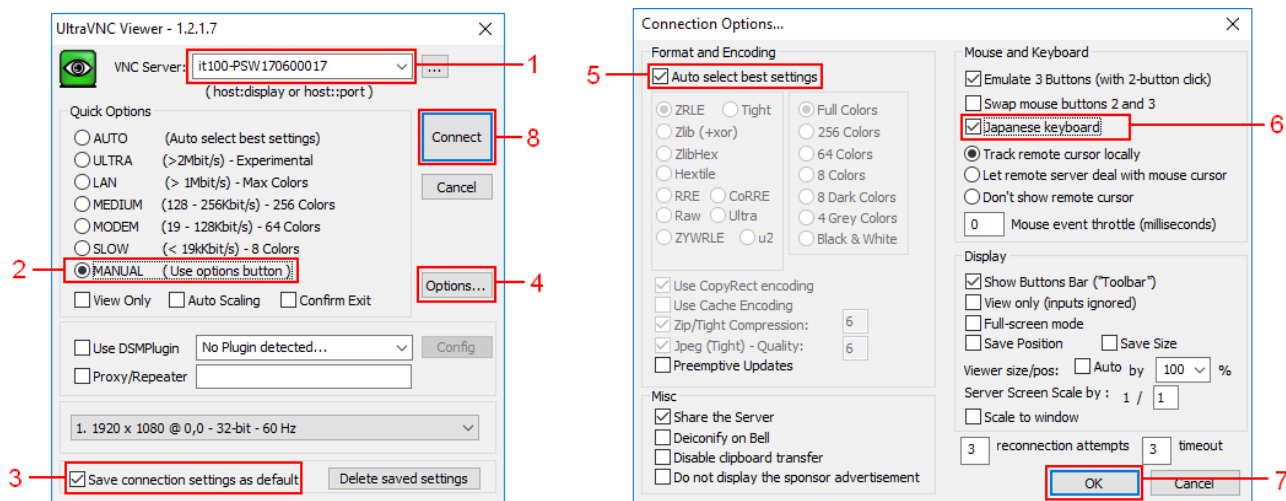 UltraVNC Viewer - 1.2.1.7
VNC Server: it100-PSW170600017 ...
( host:display or host::port )
1
Quick Options
AUTO (Auto select best settings)
ULTRA (>2Mbit/s) - Experimental
LAN (> 1Mbit/s) - Max Colors
MEDIUM (128 - 256Kbit/s) - 256 Colors
MODEM (19 - 128Kbit/s) - 64 Colors
SLOW (< 19kKbit/s) - 8 Colors
2
MANUAL (Use options button )
View Only Auto Scaling Confirm Exit
Connect
8
Cancel
Options...
4
Use DSMPlugin No Plugin detected... Config
Proxy/Repeater
1. 1920 x 1080 @ 0,0 - 32-bit - 60 Hz
3
Save connection settings as default Delete saved settings
Connection Options...
Format and Encoding
5
Auto select best settings
ZRLE Tight
Zlib (+xor)
ZlibHex
Hextile
RRE CoRRE
Raw Ultra
ZYWRLE u2
Full Colors
256 Colors
64 Colors
8 Colors
8 Dark Colors
4 Grey Colors
Black & White
Use CopyRect encoding
Use Cache Encoding
Zip/Tight Compression: 6
Jpeg (Tight) - Quality: 6
Preemptive Updates
Misc
Share the Server
Deiconify on Bell
Disable clipboard transfer
Do not display the sponsor advertisement
Mouse and Keyboard
Emulate 3 Buttons (with 2-button click)
Swap mouse buttons 2 and 3
Japanese keyboard
6
Track remote cursor locally
Let remote server deal with mouse cursor
Don't show remote cursor
0 Mouse event throttle (milliseconds)
Display
Show Buttons Bar ("Toolbar")
View only (inputs ignored)
Full-screen mode
Save Position Save Size
Viewer size/pos: Auto by 100 %
Server Screen Scale by : 1 / 1
Scale to window
3 reconnection attempts 3 timeout
OK Cancel
7